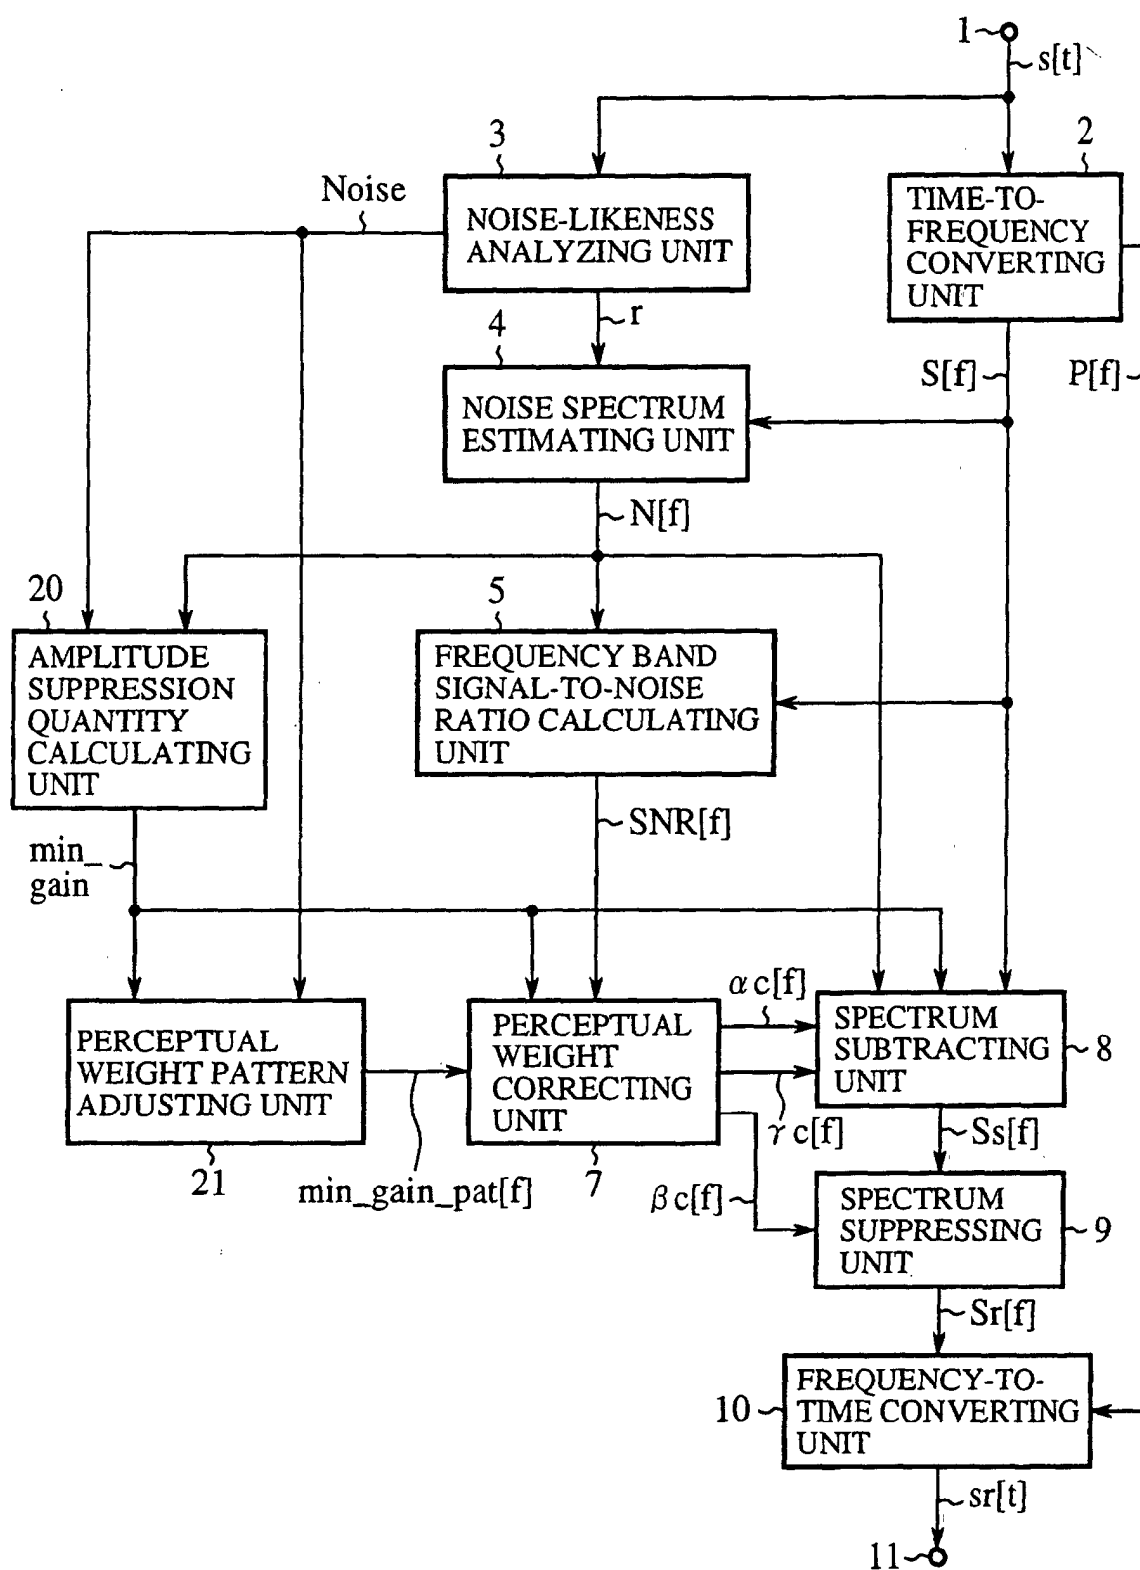 1
s[t]
3
2
Noise
NOISE-LIKENESS
ANALYZING UNIT
TIME-TO-
FREQUENCY
CONVERTING
UNIT
r
4
S[f]
P[f]
NOISE SPECTRUM
ESTIMATING UNIT
N[f]
20
5
AMPLITUDE
SUPPRESSION
QUANTITY
CALCULATING
UNIT
FREQUENCY BAND
SIGNAL-TO-NOISE
RATIO CALCULATING
UNIT
SNR[f]
min_
gain
αc[f]
PERCEPTUAL
WEIGHT PATTERN
ADJUSTING UNIT
PERCEPTUAL
WEIGHT
CORRECTING
UNIT
SPECTRUM
SUBTRACTING
UNIT
8
γc[f]
Ss[f]
21
min_gain_pat[f]
7
βc[f]
SPECTRUM
SUPPRESSING
UNIT
9
Sr[f]
10
FREQUENCY-TO-
TIME CONVERTING
UNIT
sr[t]
11